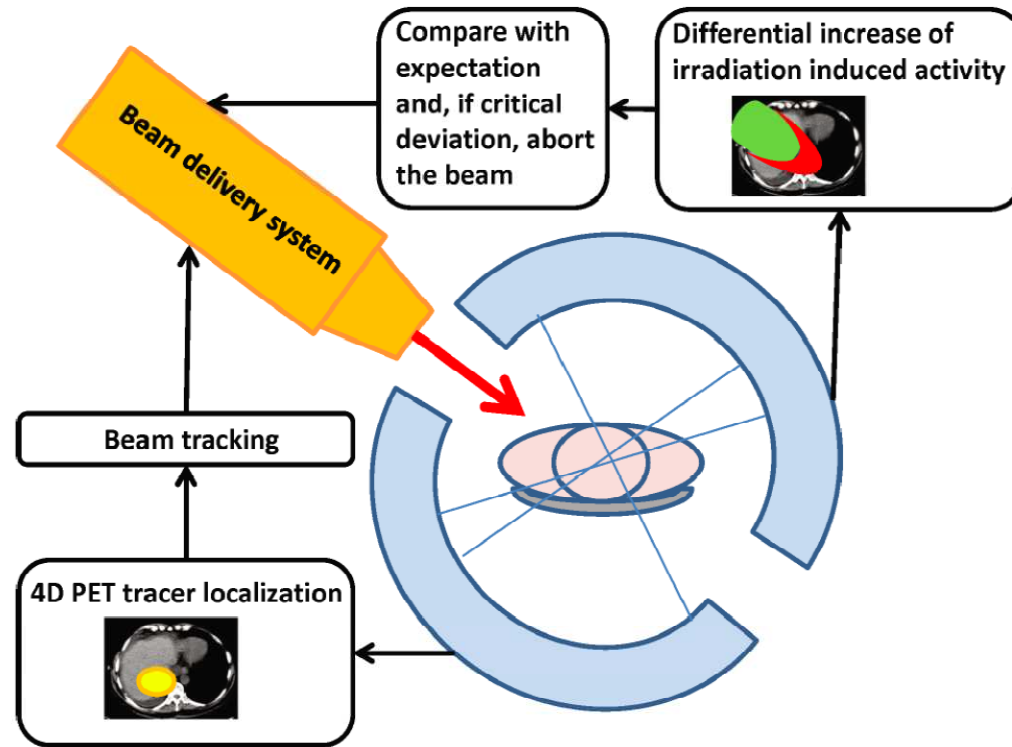 Compare with
expectation
and, if critical
deviation, abort
the beam
Differential increase of
irradiation induced activity
Beam delivery system
Beam tracking
4D PET tracer localization